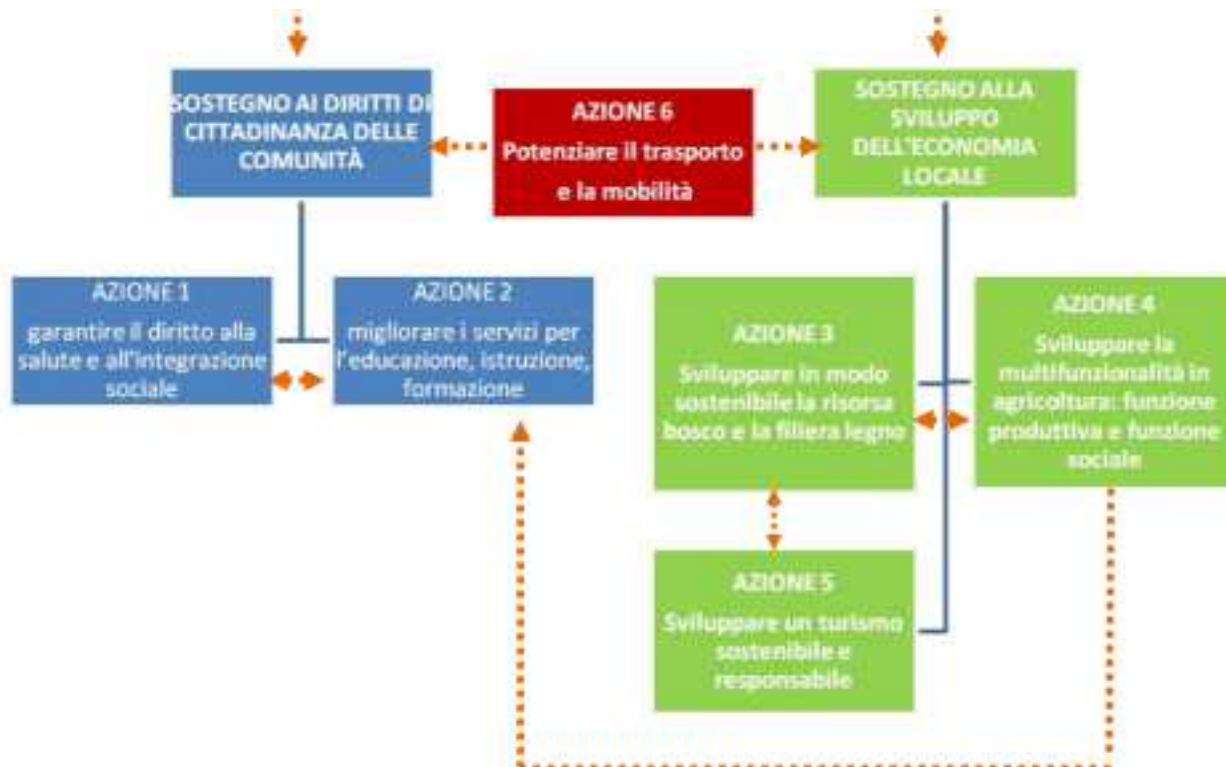 SOSTEGNO AI DIRITTI DI
CITTADINANZA DELLE
COMUNITÀ
AZIONE 6
Potenziare il trasporto
e la mobilità
SOSTEGNO ALLA
SVILUPPO
DELL'ECONOMIA
LOCALE
AZIONE 1
garantire il diritto alla
salute e all'integrazione
sociale
AZIONE 2
migliorare i servizi per
l'educazione, istruzione,
formazione
AZIONE 3
Sviluppare in modo
sostenibile la risorsa
bosco e la filiera legno
AZIONE 4
Sviluppare la
multifunzionalità in
agricoltura: funzione
produttiva e funzione
sociale
AZIONE 5
Sviluppare un turismo
sostenibile e
responsabile